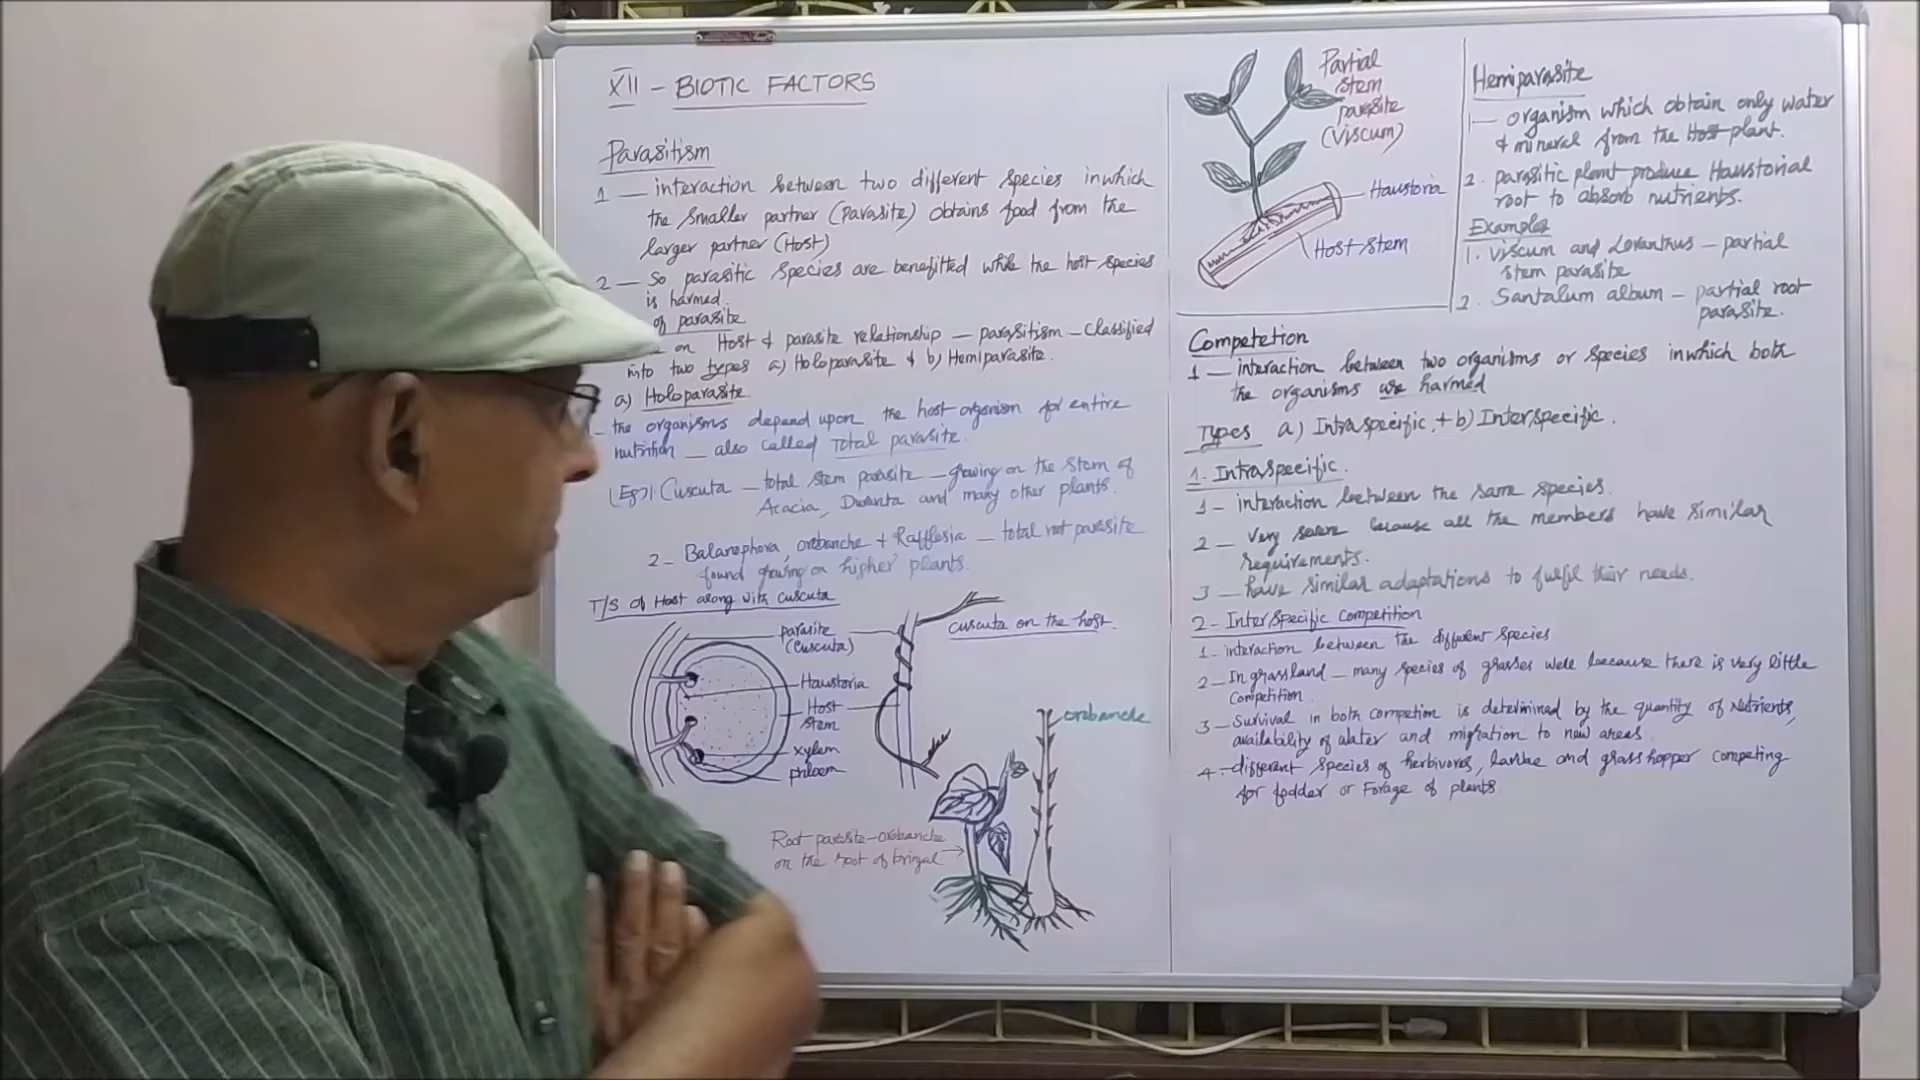 XII - BIOTIC FACTORS
Parasitism
1 — interaction between two different species inwhich
the smaller partner (parasite) obtains food from the
larger partner (Host)
2 — So parasitic species are benefitted while the host species
is harmed.
of parasite
on Host & parasite relationship — parasitism — classified
into two types a) Holoparasite & b) Hemiparasite.
a) Holoparasite
- the organisms depend upon the host organism for entire
nutrition — also called Total parasite.
(Eg) 1. Cuscuta — total stem parasite — growing on the stem of
Acacia, Duranta and many other plants.
2 - Balanophora, orobanche + Rafflesia — total root parasite
found growing on higher plants.
T/S of Host along with cuscuta
parasite
(cuscuta)
Haustoria
Host
stem
xylem
phloem
cuscuta on the host.
orobanche
Root parasite - orobanche
on the root of brinjal
Partial
stem
parasite
(Viscum)
Haustoria
Host stem
Hemiparasite
1 — organism which obtain only water
& mineral from the Host plant.
2. parasitic plant produce Haustorial
root to absorb nutrients.
Examples
1. Viscum and Loranthus — partial
stem parasite
2. Santalum album — partial root
parasite.
Competetion
1 — interaction between two organisms or species inwhich both
the organisms are harmed
Types a) Intraspecific, + b) Interspecific.
1. Intraspecific.
1 - interaction between the same species.
2 — Very severe because all the members have similar
requirements.
3 — have similar adaptations to fulfil their needs.
2 - Interspecific Competition
1 - interaction between the different species
2 — In grassland — many species of grasses well because there is very little
competition
3 — Survival in both competion is determined by the quantity of Nutrients,
availability of water and migration to new areas
4. different species of herbivores, larvae and grasshopper competing
for fodder or Forage of plants